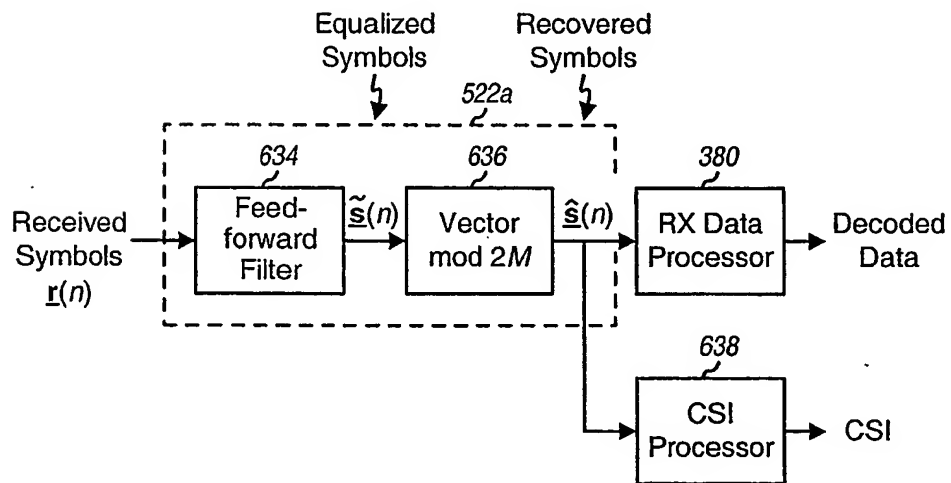 Equalized
Symbols
Recovered
Symbols
522a
634
636
380
Received
Symbols
r(n)
Feed-
forward
Filter
s̃(n)
Vector
mod 2M
ŝ(n)
RX Data
Processor
Decoded
Data
638
CSI
Processor
CSI